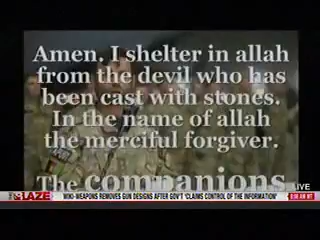 Amen. I shelter in allah
from the devil who has
been cast with stones.
In the name of allah
the merciful forgiver.
The companions
LIVE
BLAZE
WIKI-WEAPONS REMOVES GUN DESIGNS AFTER GOV'T "CLAIMS CONTROL OF THE INFORMATION"